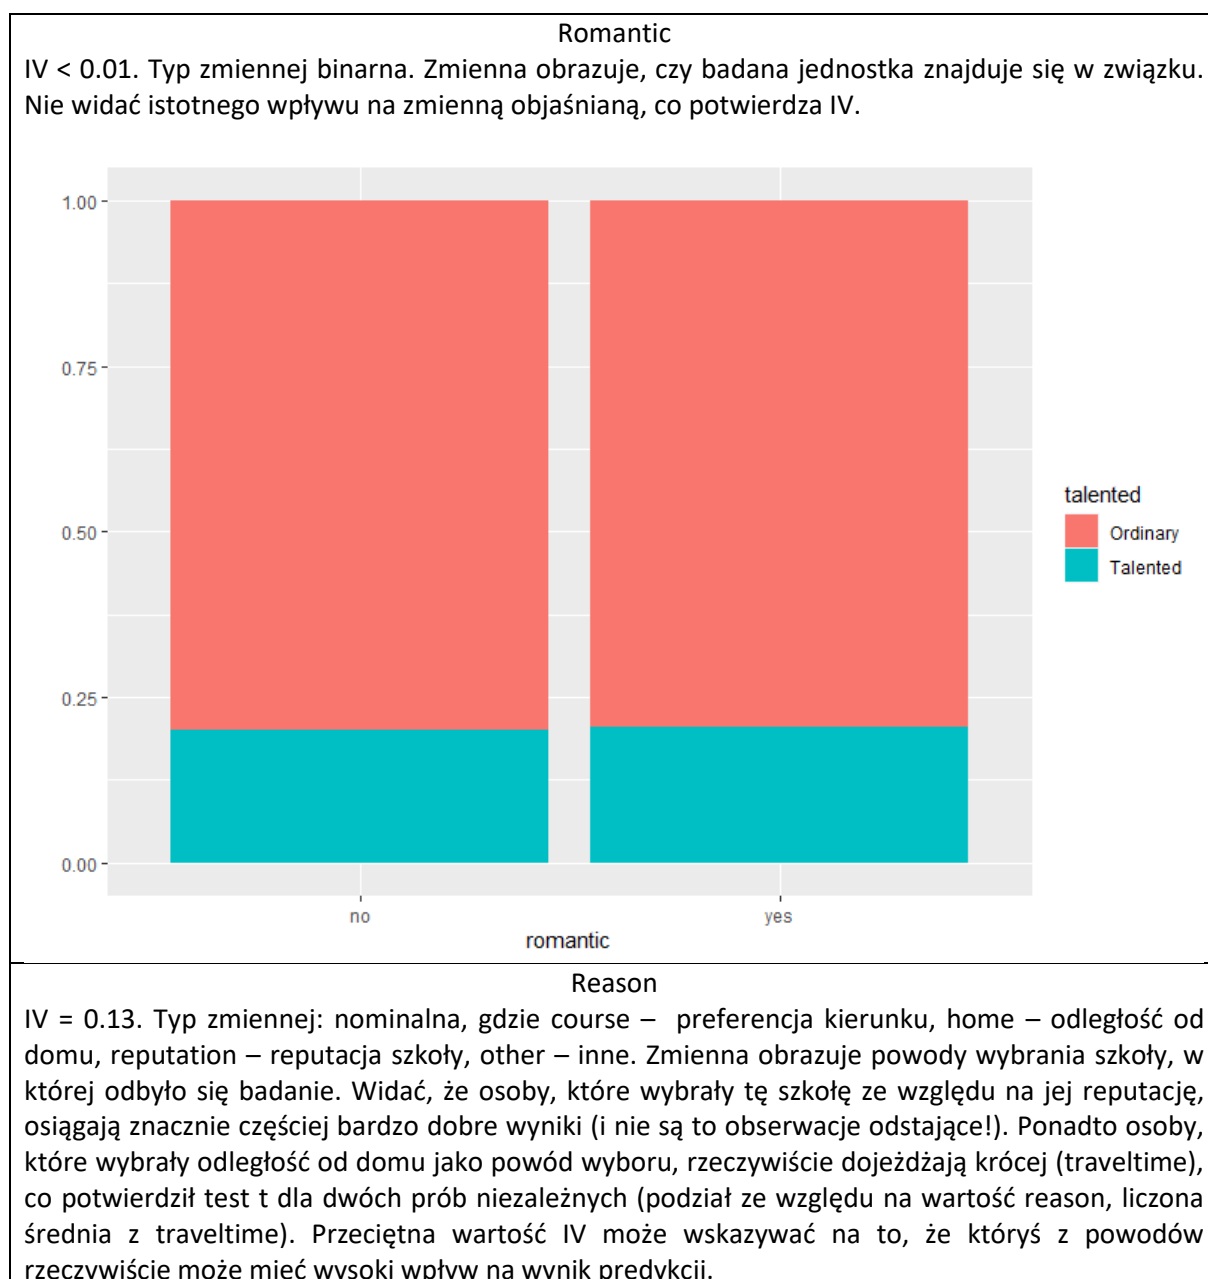 Romantic
IV < 0.01. Typ zmiennej binarna. Zmienna obrazuje, czy badana jednostka znajduje się w związku.
Nie widać istotnego wpływu na zmienną objaśnianą, co potwierdza IV.
1.00
0.75
0.50
0.25
0.00
no yes
romantic
talented
Ordinary
Talented
Reason
IV = 0.13. Typ zmiennej: nominalna, gdzie course – preferencja kierunku, home – odległość od
domu, reputation – reputacja szkoły, other – inne. Zmienna obrazuje powody wybrania szkoły, w
której odbyło się badanie. Widać, że osoby, które wybrały tę szkołę ze względu na jej reputację,
osiągają znacznie częściej bardzo dobre wyniki (i nie są to obserwacje odstające!). Ponadto osoby,
które wybrały odległość od domu jako powód wyboru, rzeczywiście dojeżdżają krócej (traveltime),
co potwierdził test t dla dwóch prób niezależnych (podział ze względu na wartość reason, liczona
średnia z traveltime). Przeciętna wartość IV może wskazywać na to, że któryś z powodów
rzeczywiście może mieć wysoki wpływ na wynik predykcji.